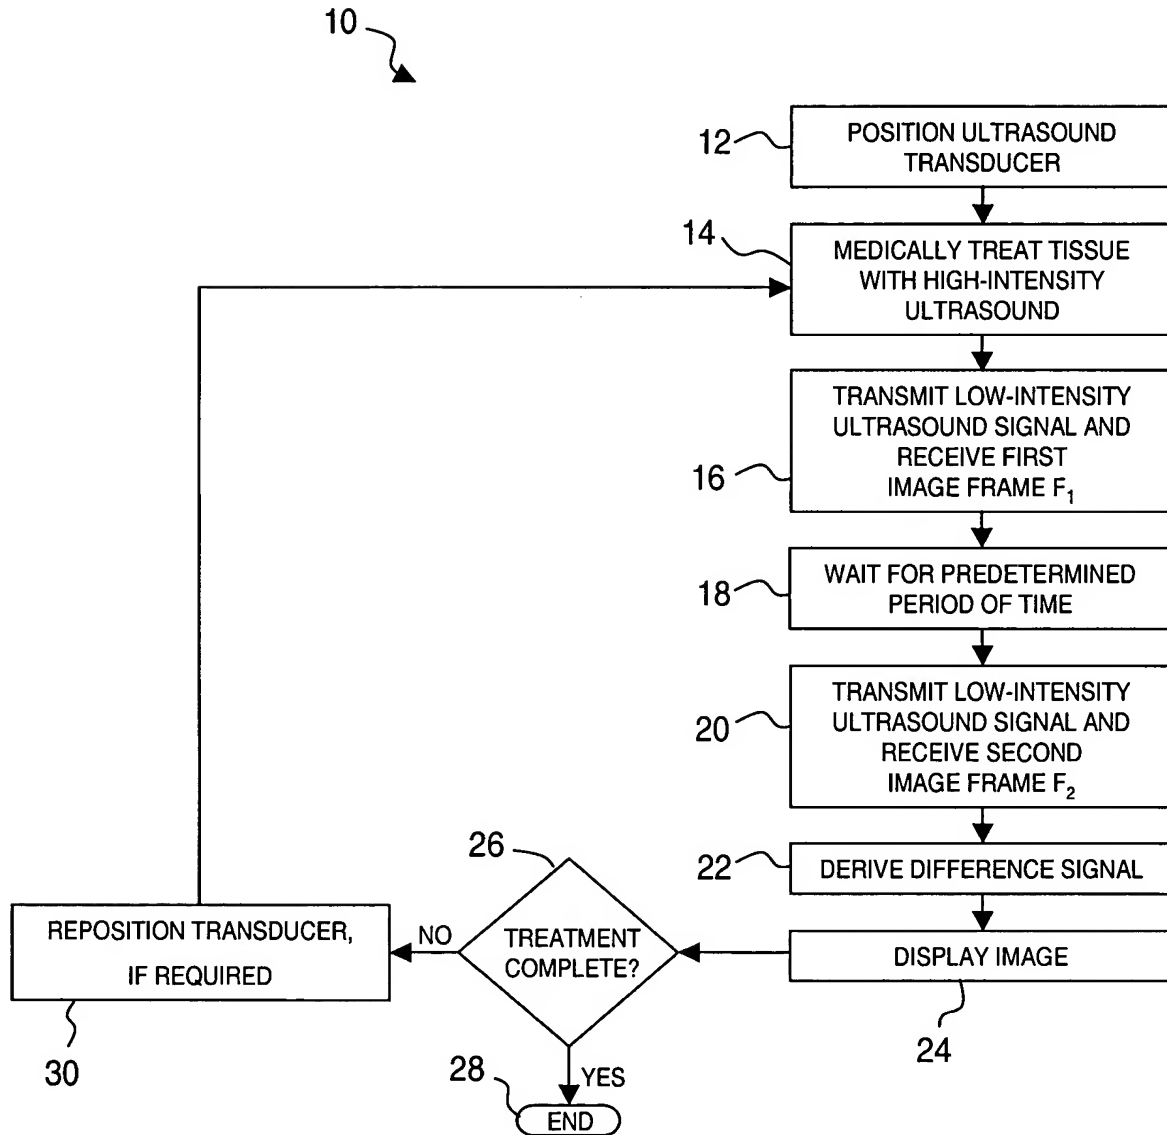 10
12
POSITION ULTRASOUND
TRANSDUCER
14
MEDICALLY TREAT TISSUE
WITH HIGH-INTENSITY
ULTRASOUND
16
TRANSMIT LOW-INTENSITY
ULTRASOUND SIGNAL AND
RECEIVE FIRST
IMAGE FRAME F₁
18
WAIT FOR PREDETERMINED
PERIOD OF TIME
20
TRANSMIT LOW-INTENSITY
ULTRASOUND SIGNAL AND
RECEIVE SECOND
IMAGE FRAME F₂
22
DERIVE DIFFERENCE SIGNAL
DISPLAY IMAGE
24
26
TREATMENT
COMPLETE?
NO
REPOSITION TRANSDUCER,
IF REQUIRED
30
YES
28
END